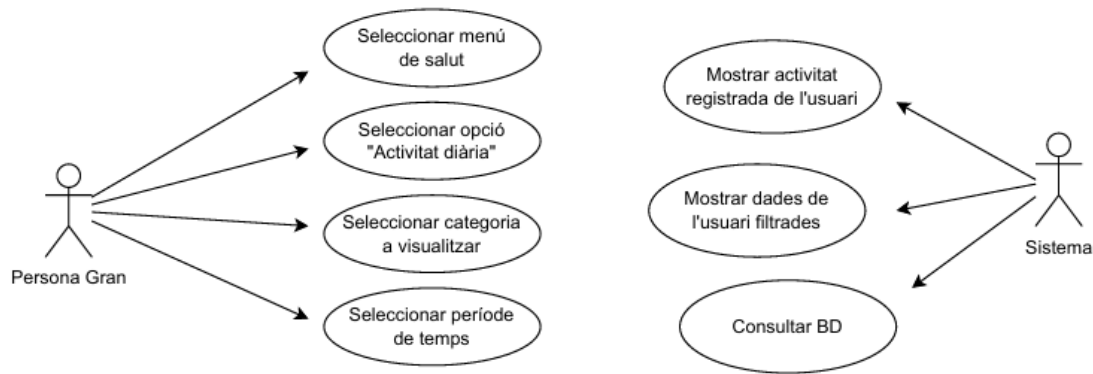 Seleccionar menú
de salut
Seleccionar opció
"Activitat diària"
Seleccionar categoria
a visualitzar
Seleccionar període
de temps
Persona Gran
Mostrar activitat
registrada de l'usuari
Mostrar dades de
l'usuari filtrades
Consultar BD
Sistema